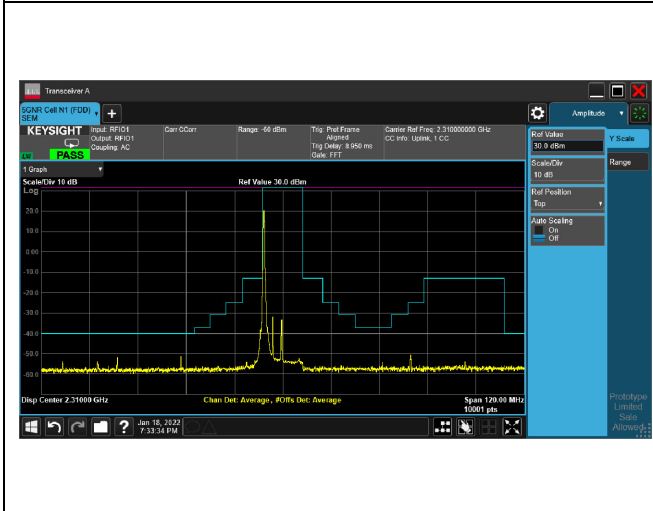 Transceiver A
5GNR Cell N1 (FDD)
SEM
Amplitude
KEYSIGHT
PASS
Input: RFIO1
Output: RFIO1
Coupling: AC
Corr CCorr
Range: -60 dBm
Trig: Pret Frame
Aligned
Trig Delay: 8.950 ms
Gate: FFT
Carrier Ref Freq: 2.310000000 GHz
CC Info: Uplink, 1 CC
1 Graph
Scale/Div 10 dB
Ref Value 30.0 dBm
Log
20.0
10.0
0.00
-10.0
-20.0
-30.0
-40.0
-50.0
-60.0
Disp Center 2.31000 GHz
Chan Det: Average, #Offs Det: Average
Span 120.00 MHz
10001 pts
Ref Value
30.0 dBm
Scale/Div
10 dB
Ref Position
Top
Auto Scaling
On
Off
Y Scale
Range
Prototype
Limited
Sale
Allowed
Jan 18, 2022
7:33:34 PM